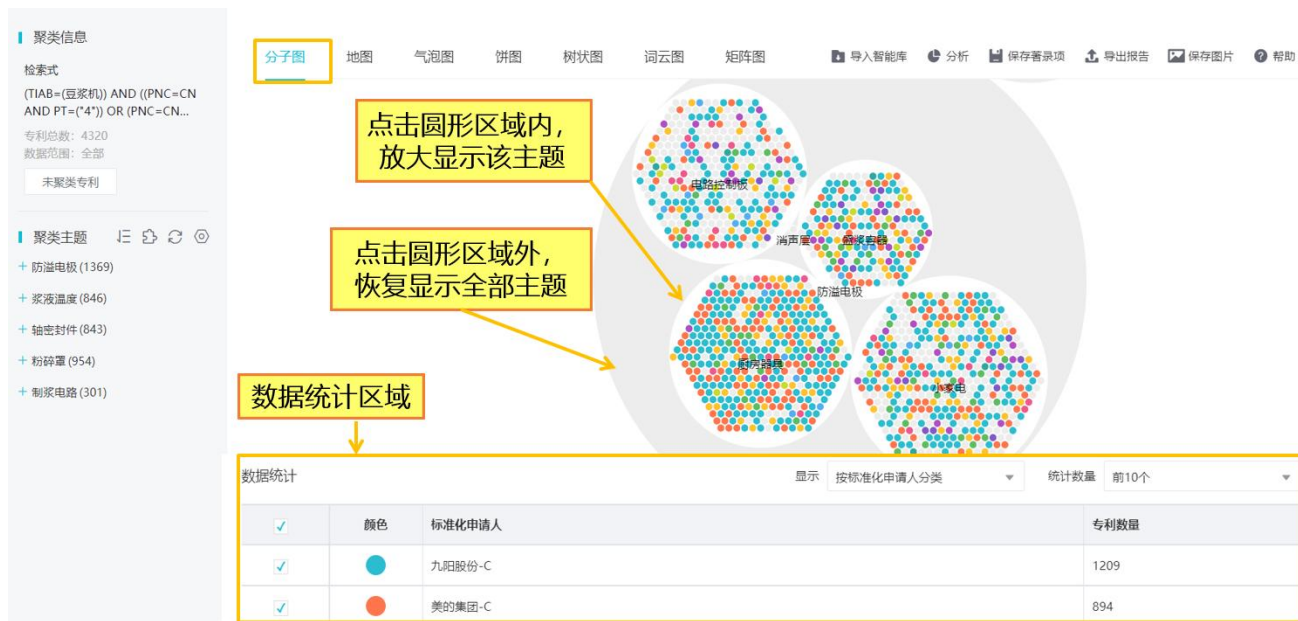 聚类信息
检索式
(TIAB=(豆浆机)) AND ((PNC=CN
AND PT=("4")) OR (PNC=CN...
专利总数：4320
数据范围：全部
未聚类专利
聚类主题
+ 防溢电极 (1369)
+ 浆液温度 (846)
+ 轴密封件 (843)
+ 粉碎罩 (954)
+ 制浆电路 (301)
分子图 地图 气泡图 饼图 树状图 词云图 矩阵图 导入智能库 分析 保存著录项 导出报告 保存图片 帮助
点击圆形区域内，
放大显示该主题
点击圆形区域外，
恢复显示全部主题
数据统计区域
电路控制板
消声度
盛浆容器
防溢电极
厨房器具
小家电
数据统计 显示 按标准化申请人分类 统计数量 前10个
颜色 标准化申请人 专利数量
九阳股份-C 1209
美的集团-C 894